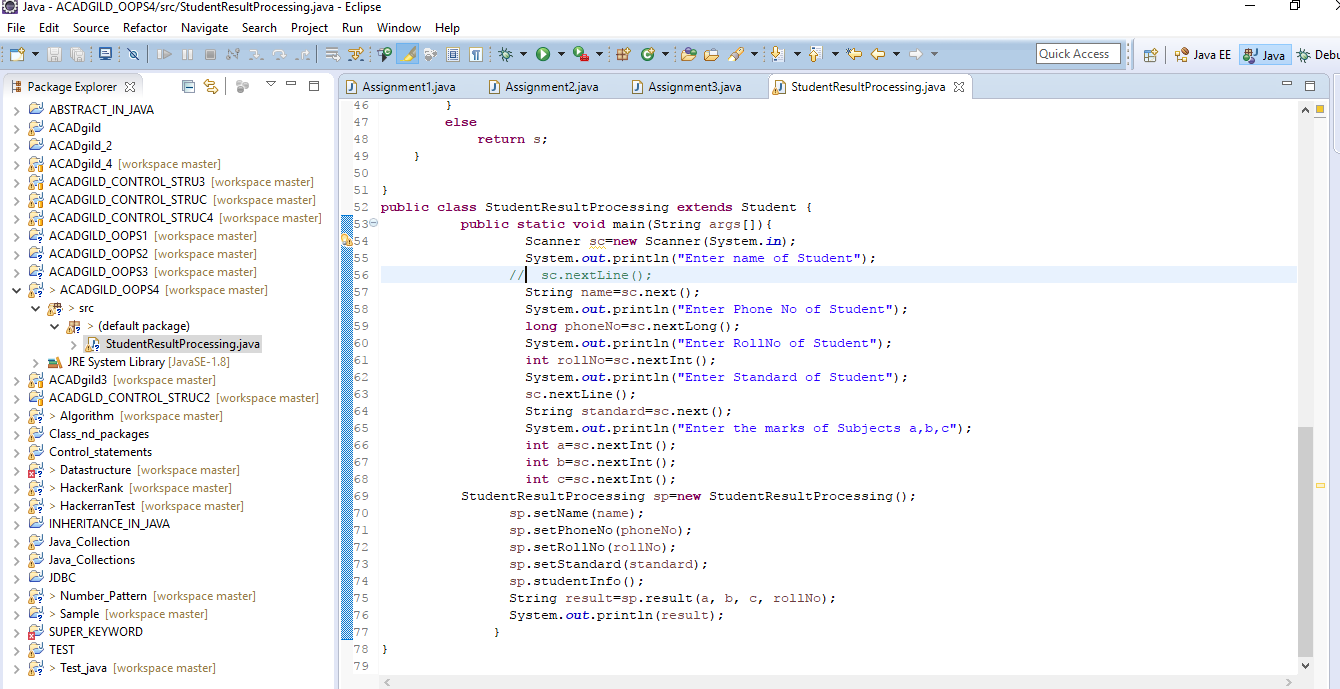 Java - ACADGILD_OOPS4/src/StudentResultProcessing.java - Eclipse
File Edit Source Refactor Navigate Search Project Run Window Help
Quick Access Java EE Java Debu
Package Explorer
ABSTRACT_IN_JAVA
ACADgild
ACADgild_2
ACADgild_4 [workspace master]
ACADGILD_CONTROL_STRU3 [workspace master]
ACADGILD_CONTROL_STRUC [workspace master]
ACADGILD_CONTROL_STRUC4 [workspace master]
ACADGILD_OOPS1 [workspace master]
ACADGILD_OOPS2 [workspace master]
ACADGILD_OOPS3 [workspace master]
> ACADGILD_OOPS4 [workspace master]
> src
> (default package)
StudentResultProcessing.java
JRE System Library [JavaSE-1.8]
ACADgild3 [workspace master]
ACADGLD_CONTROL_STRUC2 [workspace master]
> Algorithm [workspace master]
Class_nd_packages
Control_statements
> Datastructure [workspace master]
> HackerRank [workspace master]
> HackerranTest [workspace master]
INHERITANCE_IN_JAVA
Java_Collection
Java_Collections
JDBC
> Number_Pattern [workspace master]
> Sample [workspace master]
SUPER_KEYWORD
TEST
> Test_java [workspace master]
Assignment1.java Assignment2.java Assignment3.java StudentResultProcessing.java
46 }
47 else
48 return s;
49 }
50
51 }
52 public class StudentResultProcessing extends Student {
53 public static void main(String args[]){
54 Scanner sc=new Scanner(System.in);
55 System.out.println("Enter name of Student");
56 // sc.nextLine();
57 String name=sc.next();
58 System.out.println("Enter Phone No of Student");
59 long phoneNo=sc.nextLong();
60 System.out.println("Enter RollNo of Student");
61 int rollNo=sc.nextInt();
62 System.out.println("Enter Standard of Student");
63 sc.nextLine();
64 String standard=sc.next();
65 System.out.println("Enter the marks of Subjects a,b,c");
66 int a=sc.nextInt();
67 int b=sc.nextInt();
68 int c=sc.nextInt();
69 StudentResultProcessing sp=new StudentResultProcessing();
70 sp.setName(name);
71 sp.setPhoneNo(phoneNo);
72 sp.setRollNo(rollNo);
73 sp.setStandard(standard);
74 sp.studentInfo();
75 String result=sp.result(a, b, c, rollNo);
76 System.out.println(result);
77 }
78 }
79